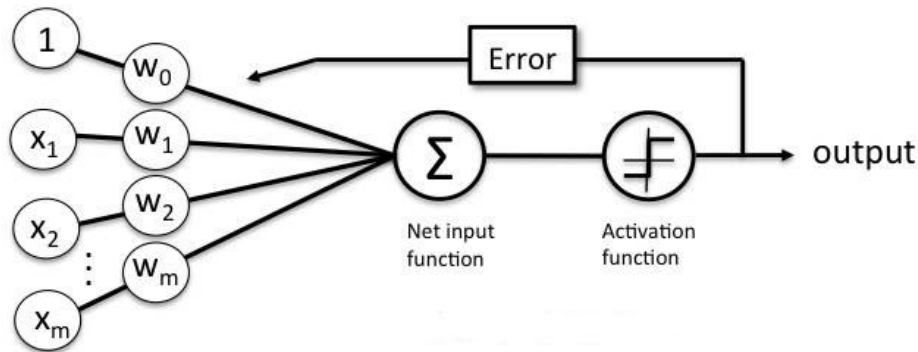 1
w0
Error
x1
w1
Σ
output
x2
w2
Net input
function
Activation
function
⋮
wm
xm